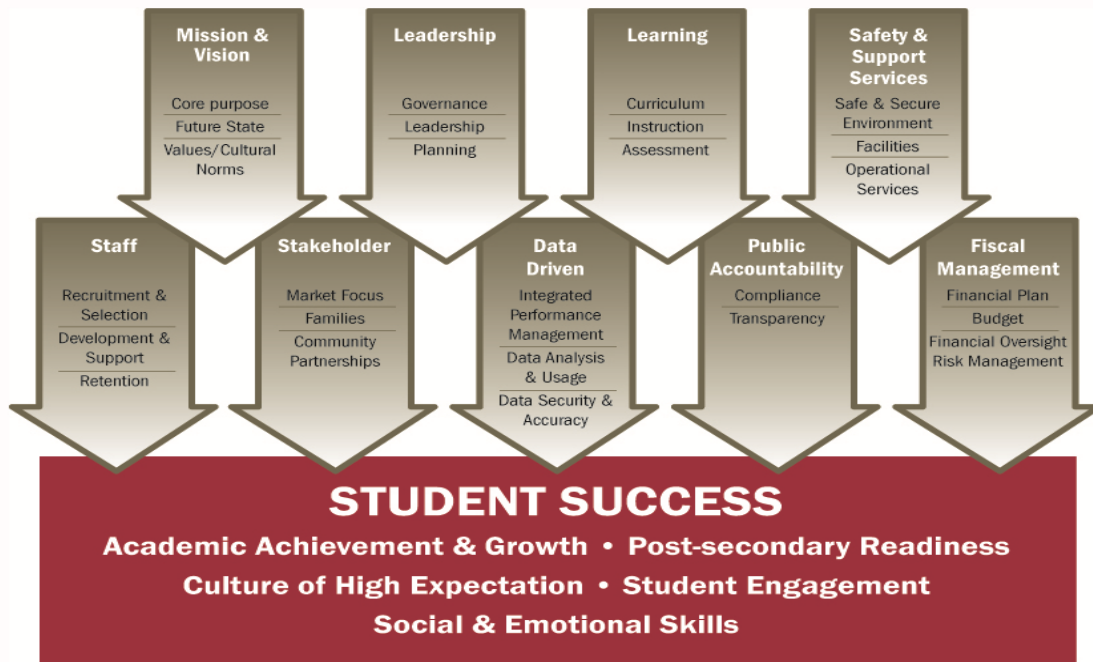 Mission &
Vision
Core purpose
Future State
Values/Cultural
Norms
Leadership
Governance
Leadership
Planning
Learning
Curriculum
Instruction
Assessment
Safety &
Support
Services
Safe & Secure
Environment
Facilities
Operational
Services
Staff
Recruitment &
Selection
Development &
Support
Retention
Stakeholder
Market Focus
Families
Community
Partnerships
Data
Driven
Integrated
Performance
Management
Data Analysis
& Usage
Data Security &
Accuracy
Public
Accountability
Compliance
Transparency
Fiscal
Management
Financial Plan
Budget
Financial Oversight
Risk Management
STUDENT SUCCESS
Academic Achievement & Growth • Post-secondary Readiness
Culture of High Expectation • Student Engagement
Social & Emotional Skills